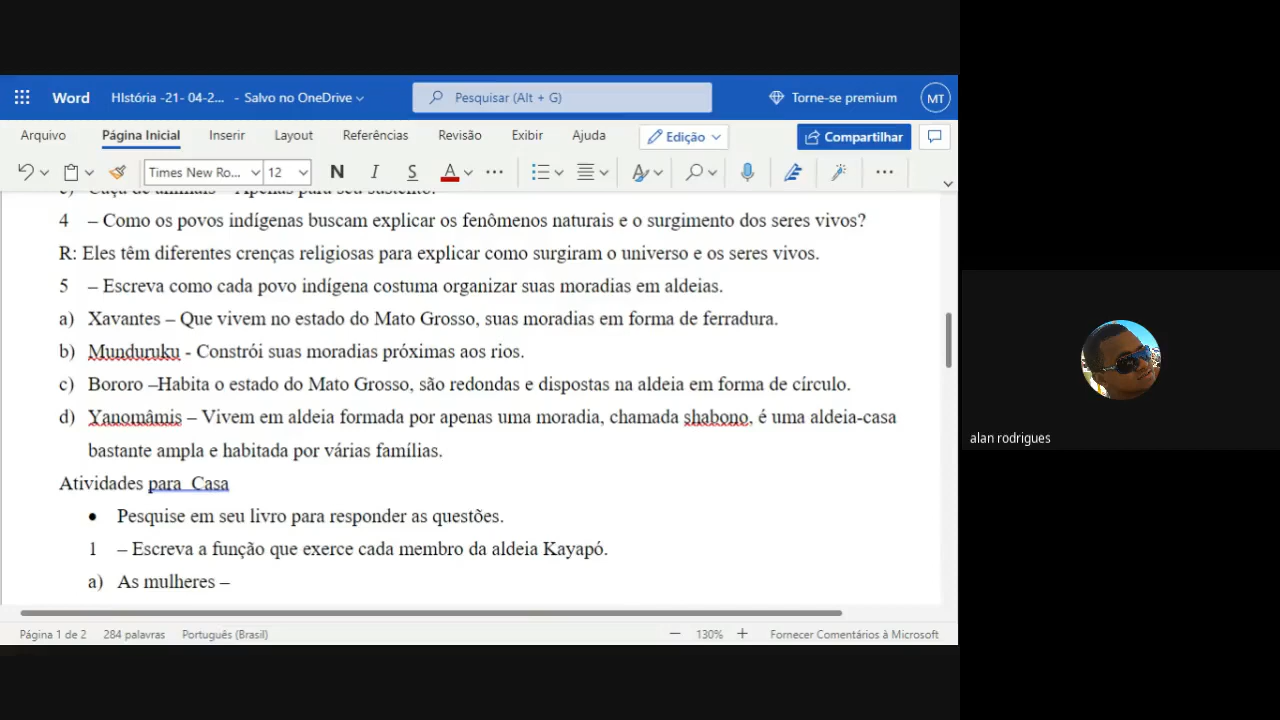 Word
HIstória -21- 04-2... - Salvo no OneDrive
Pesquisar (Alt + G)
Torne-se premium
MT
Arquivo
Página Inicial
Inserir
Layout
Referências
Revisão
Exibir
Ajuda
Edição
Compartilhar
Times New Ro...
12
N
I
S
A
4 – Como os povos indígenas buscam explicar os fenômenos naturais e o surgimento dos seres vivos?
R: Eles têm diferentes crenças religiosas para explicar como surgiram o universo e os seres vivos.
5 – Escreva como cada povo indígena costuma organizar suas moradias em aldeias.
a) Xavantes – Que vivem no estado do Mato Grosso, suas moradias em forma de ferradura.
b) Munduruku - Constrói suas moradias próximas aos rios.
c) Bororo –Habita o estado do Mato Grosso, são redondas e dispostas na aldeia em forma de círculo.
d) Yanomâmis – Vivem em aldeia formada por apenas uma moradia, chamada shabono, é uma aldeia-casa
bastante ampla e habitada por várias famílias.
Atividades para Casa
• Pesquise em seu livro para responder as questões.
1 – Escreva a função que exerce cada membro da aldeia Kayapó.
a) As mulheres –
Página 1 de 2
284 palavras
Português (Brasil)
130%
Fornecer Comentários à Microsoft
alan rodrigues